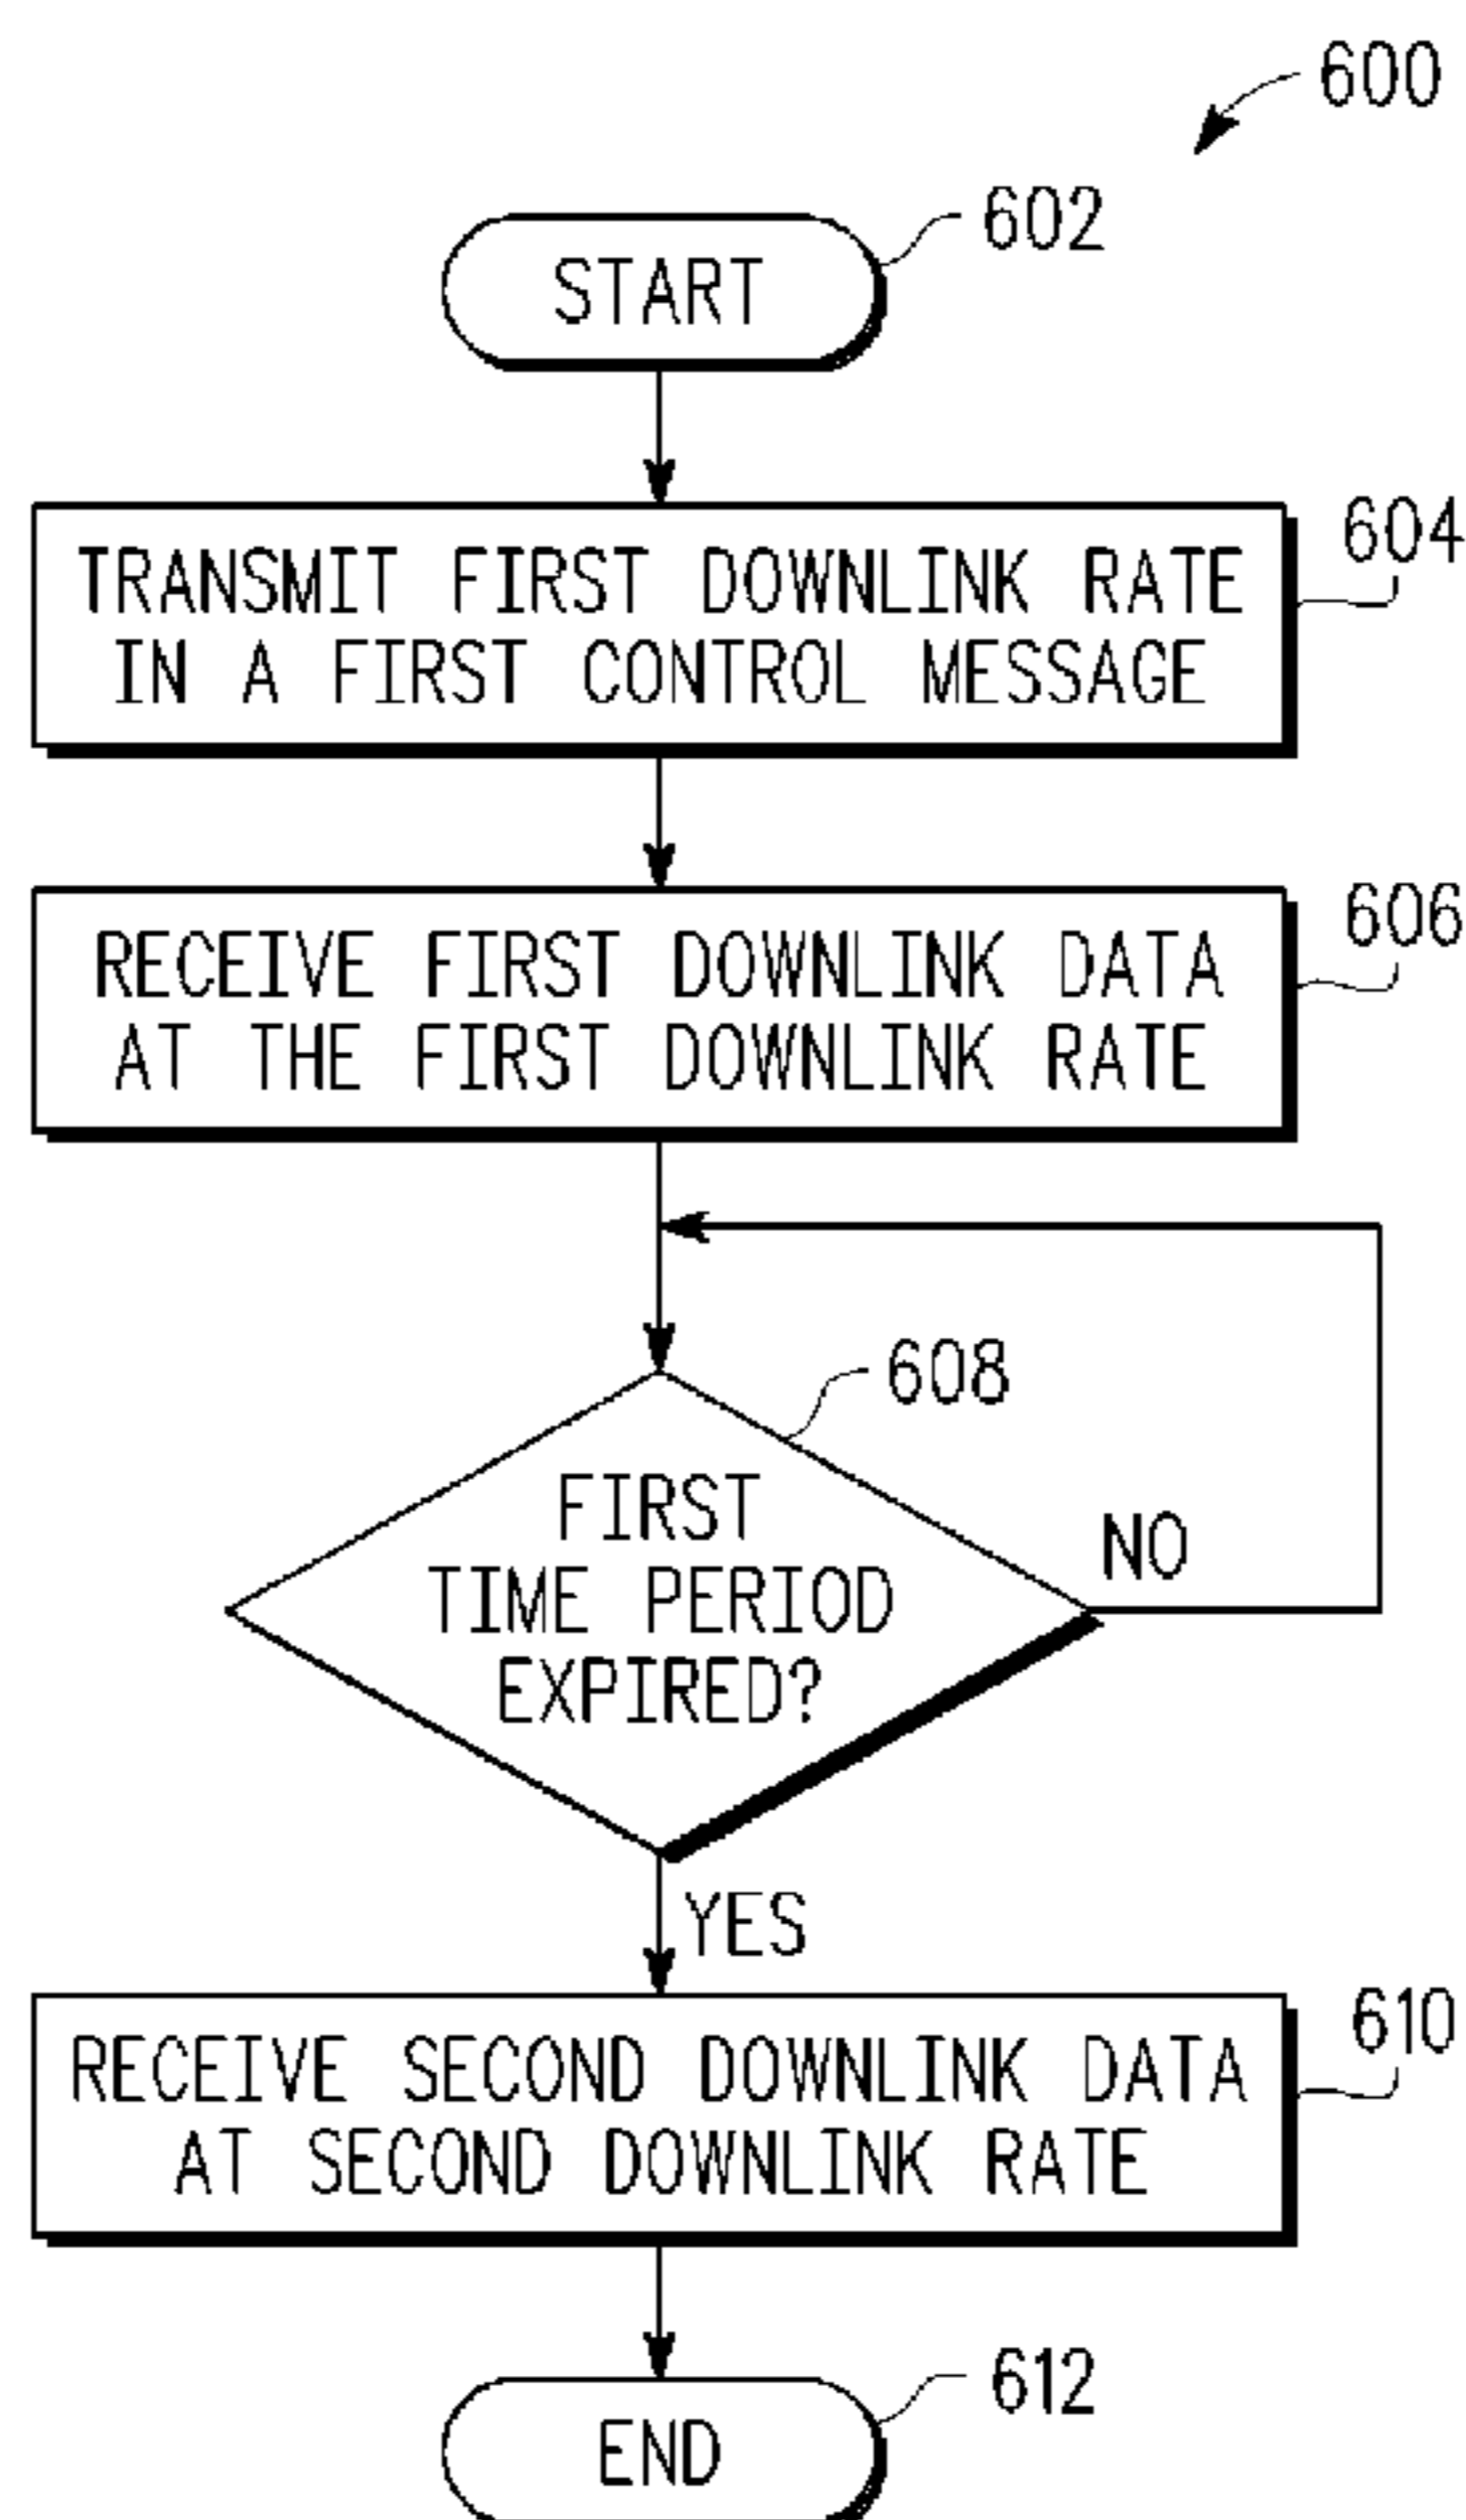 600
602
START
604
TRANSMIT FIRST DOWNLINK RATE
IN A FIRST CONTROL MESSAGE
606
RECEIVE FIRST DOWNLINK DATA
AT THE FIRST DOWNLINK RATE
608
FIRST
TIME PERIOD
EXPIRED?
NO
YES
610
RECEIVE SECOND DOWNLINK DATA
AT SECOND DOWNLINK RATE
612
END